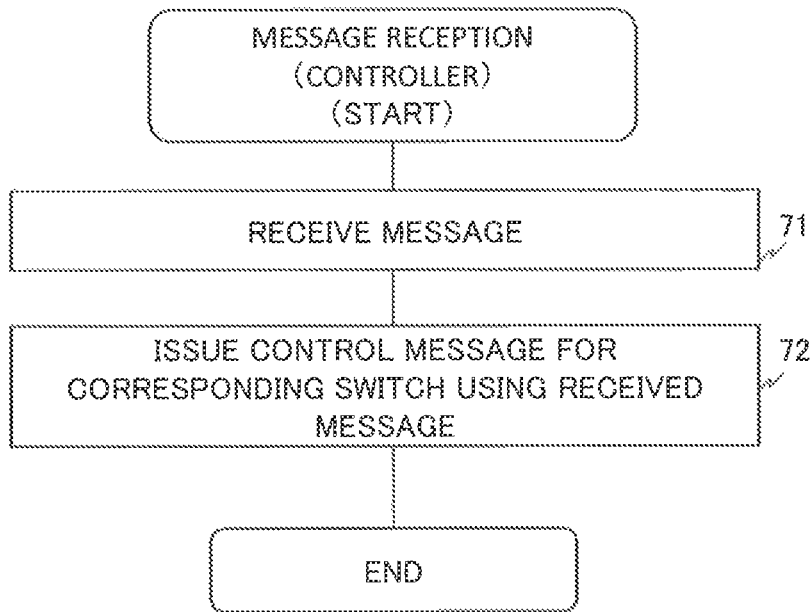 MESSAGE RECEPTION
(CONTROLLER)
(START)
RECEIVE MESSAGE
71
ISSUE CONTROL MESSAGE FOR
CORRESPONDING SWITCH USING RECEIVED
MESSAGE
72
END